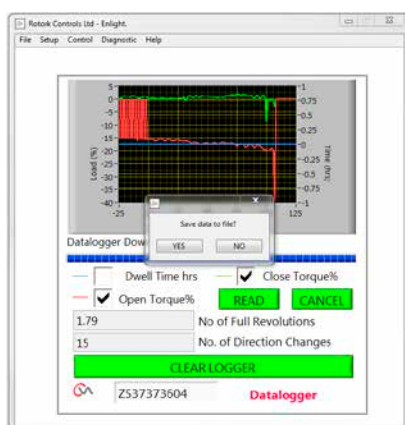 Rotork Controls Ltd - Enlight.
File Setup Control Diagnostic Help
5
0
-5
-10
-15
-20
-25
-30
-35
-40
Load (%)
1
0.75
0.5
0.25
0
-0.25
-0.5
-0.75
-1
Time (hrs)
-25
125
Save data to file?
YES NO
Datalogger Dow
Dwell Time hrs Close Torque%
Open Torque% READ CANCEL
1.79 No of Full Revolutions
15 No. of Direction Changes
CLEAR LOGGER
ZS37373604 Datalogger